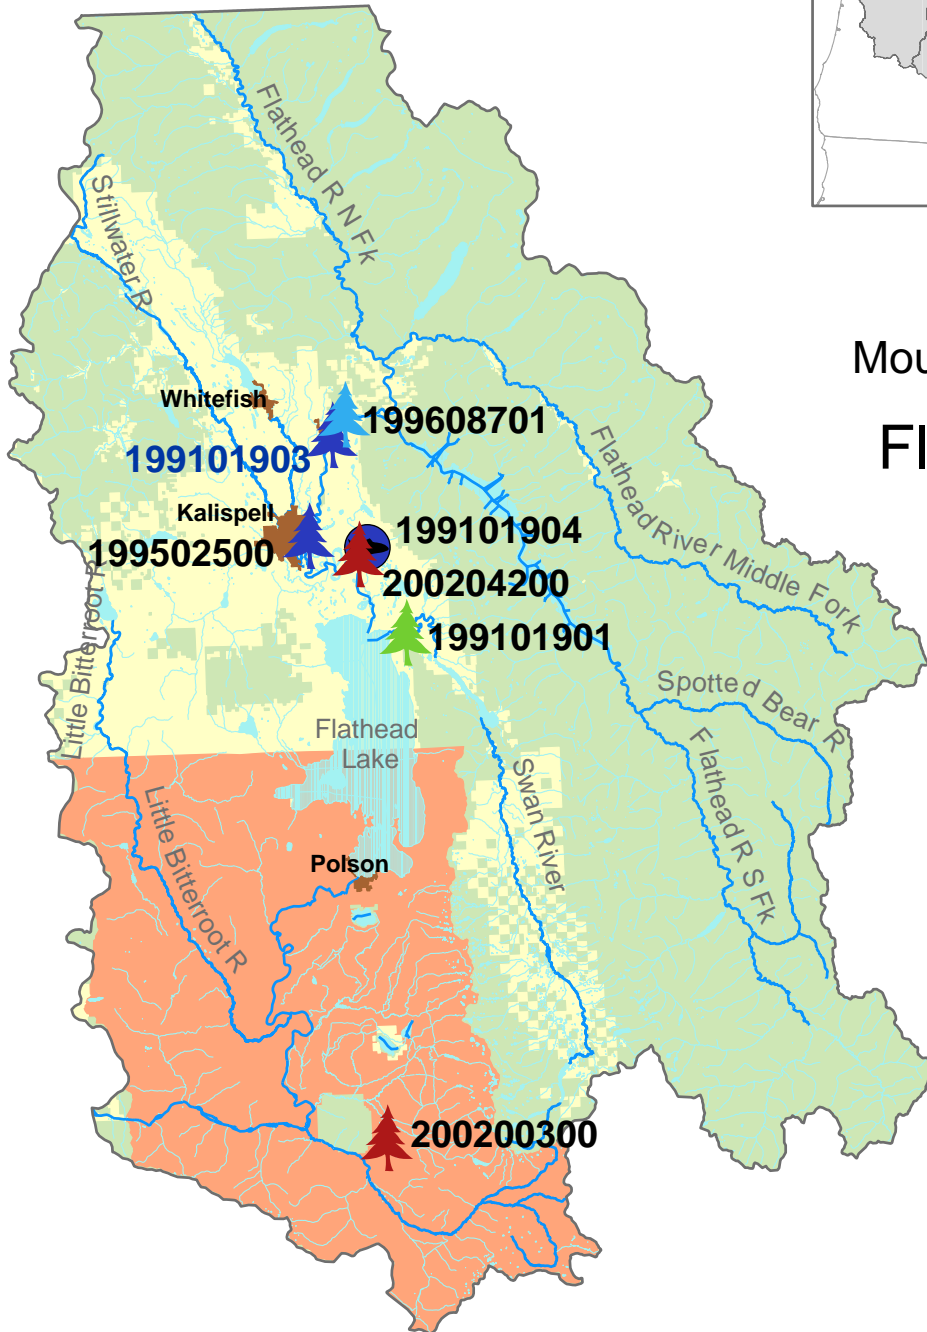 Flathead R N Fk
Stillwater R
Mou
Whitefish
199608701
Fl
199101903
Flathead River Middle Fork
Kalispell
199101904
199502500
200204200
199101901
Little Bitterroot R
Spotted Bear R
Flathead
Lake
Flathead R S Fk
Swan River
Little Bitterroot R
Polson
200200300